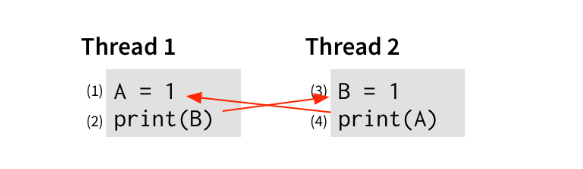 Thread 1
(1) A = 1
(2) print(B)
Thread 2
(3) B = 1
(4) print(A)